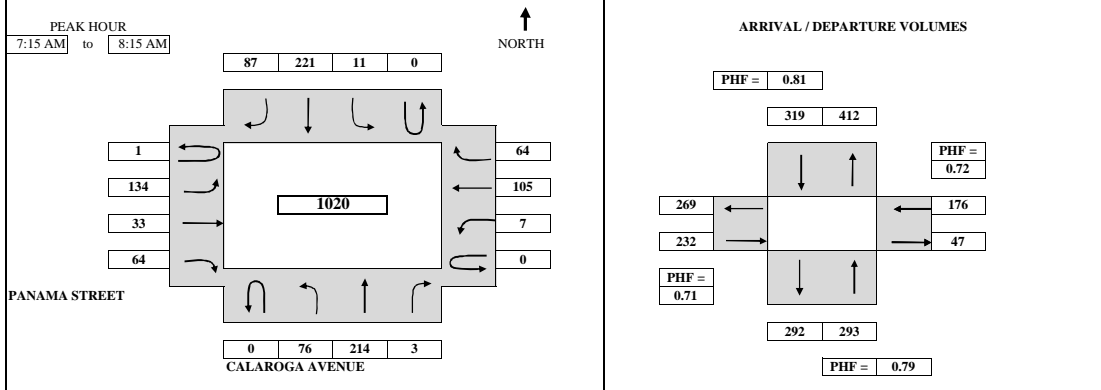 PEAK HOUR
7:15 AM to 8:15 AM
NORTH
87 221 11 0
1
134
33
64
1020
64
105
7
0
PANAMA STREET
0 76 214 3
CALAROGA AVENUE
ARRIVAL / DEPARTURE VOLUMES
PHF = 0.81
319 412
PHF =
0.72
269
232
176
47
PHF =
0.71
292 293
PHF = 0.79